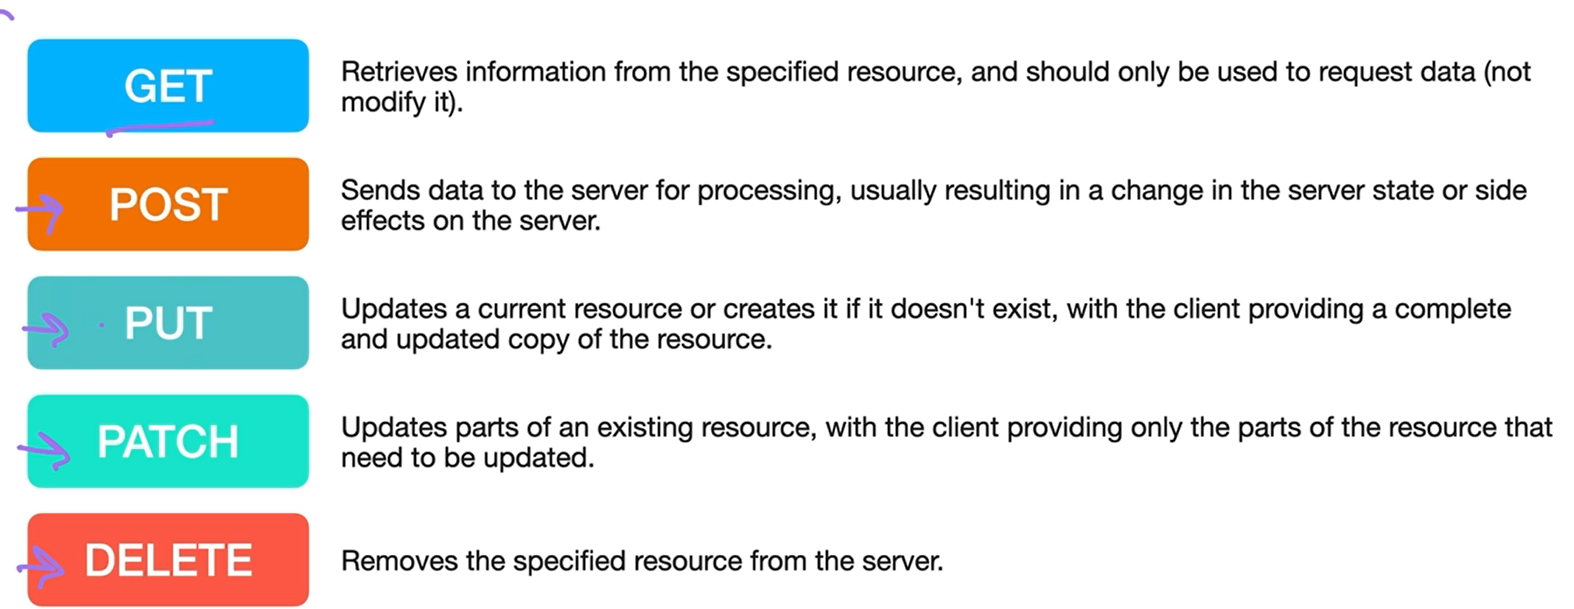 GET
Retrieves information from the specified resource, and should only be used to request data (not
modify it).
POST
Sends data to the server for processing, usually resulting in a change in the server state or side
effects on the server.
PUT
Updates a current resource or creates it if it doesn't exist, with the client providing a complete
and updated copy of the resource.
PATCH
Updates parts of an existing resource, with the client providing only the parts of the resource that
need to be updated.
DELETE
Removes the specified resource from the server.